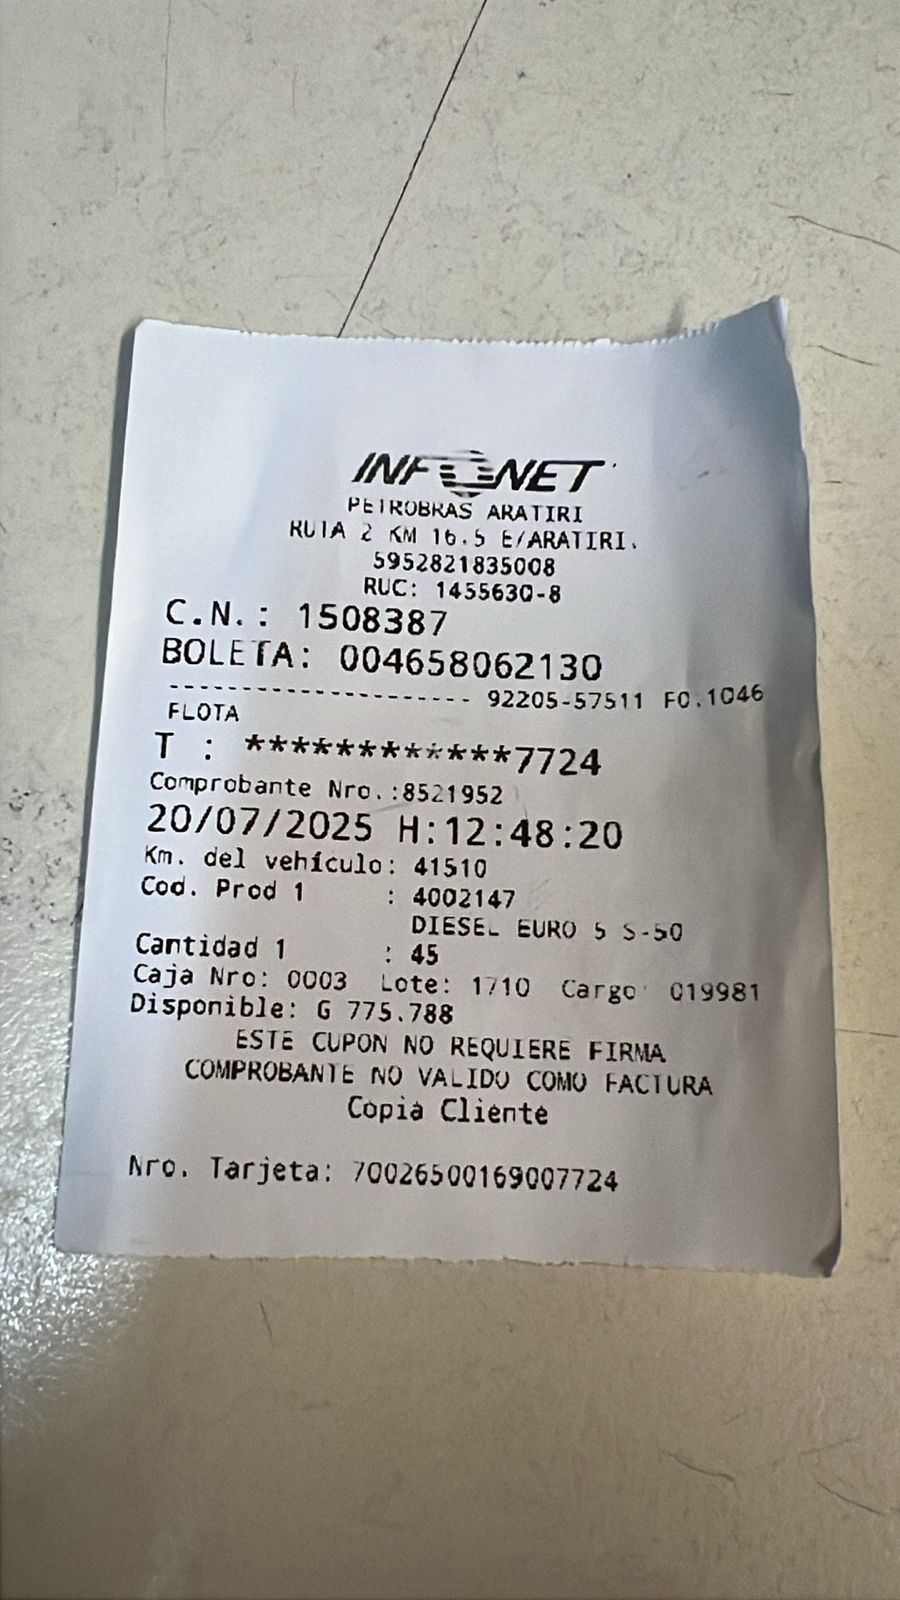 INFONET
PETROBRAS ARATIRI
RUTA 2 KM 16.5 E/ARATIRI.
5952821835008
RUC: 1455630-8
C.N.: 1508387
BOLETA: 004658062130
--------------------- 92205-57511 F0.1046
FLOTA
T : ************7724
Comprobante Nro.:8521952
20/07/2025 H:12:48:20
Km. del vehículo: 41510
Cod. Prod 1 : 4002147
DIESEL EURO 5 S-50
Cantidad 1 : 45
Caja Nro: 0003 Lote: 1710 Cargo: 019981
Disponible: G 775.788
ESTE CUPON NO REQUIERE FIRMA
COMPROBANTE NO VALIDO COMO FACTURA
Copia Cliente
Nro. Tarjeta: 70026500169007724